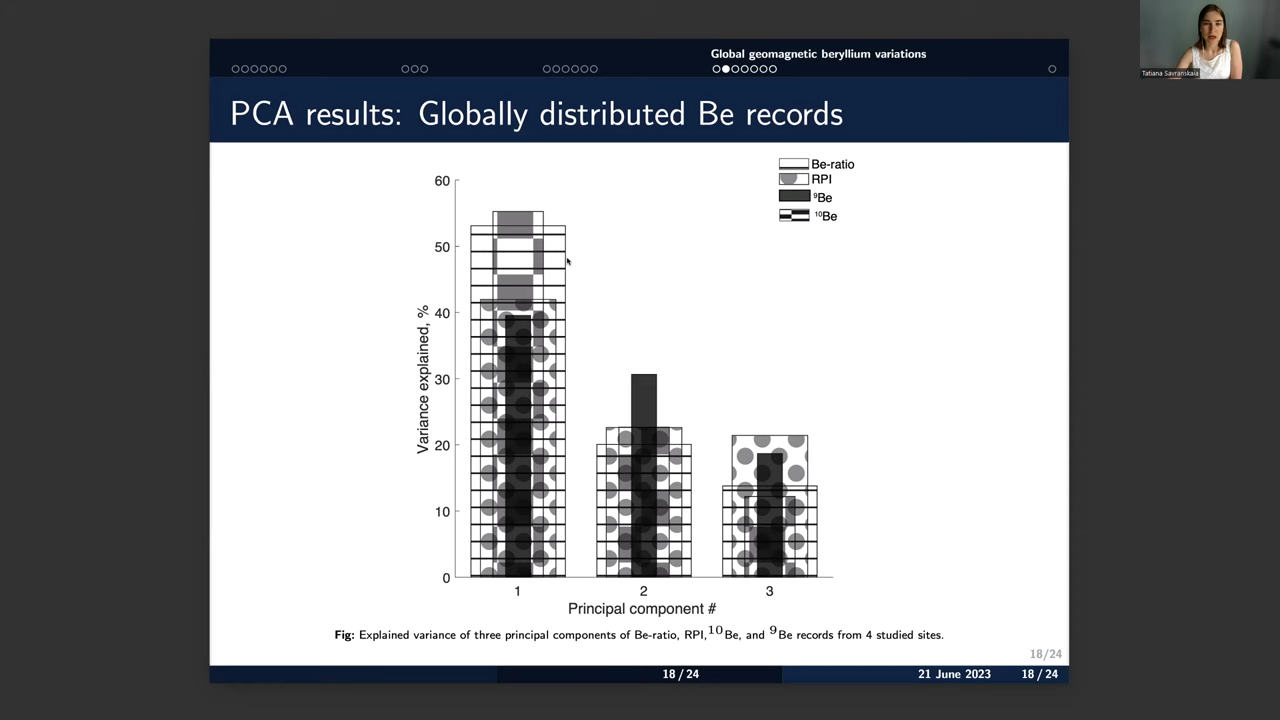 Global geomagnetic beryllium variations
Tatiana Savranskaia
PCA results: Globally distributed Be records
Be-ratio
RPI
⁹Be
¹⁰Be
60
50
40
30
20
10
0
Variance explained, %
1 2 3
Principal component #
Fig: Explained variance of three principal components of Be-ratio, RPI,¹⁰Be, and ⁹Be records from 4 studied sites.
18/24
18 / 24 21 June 2023 18 / 24